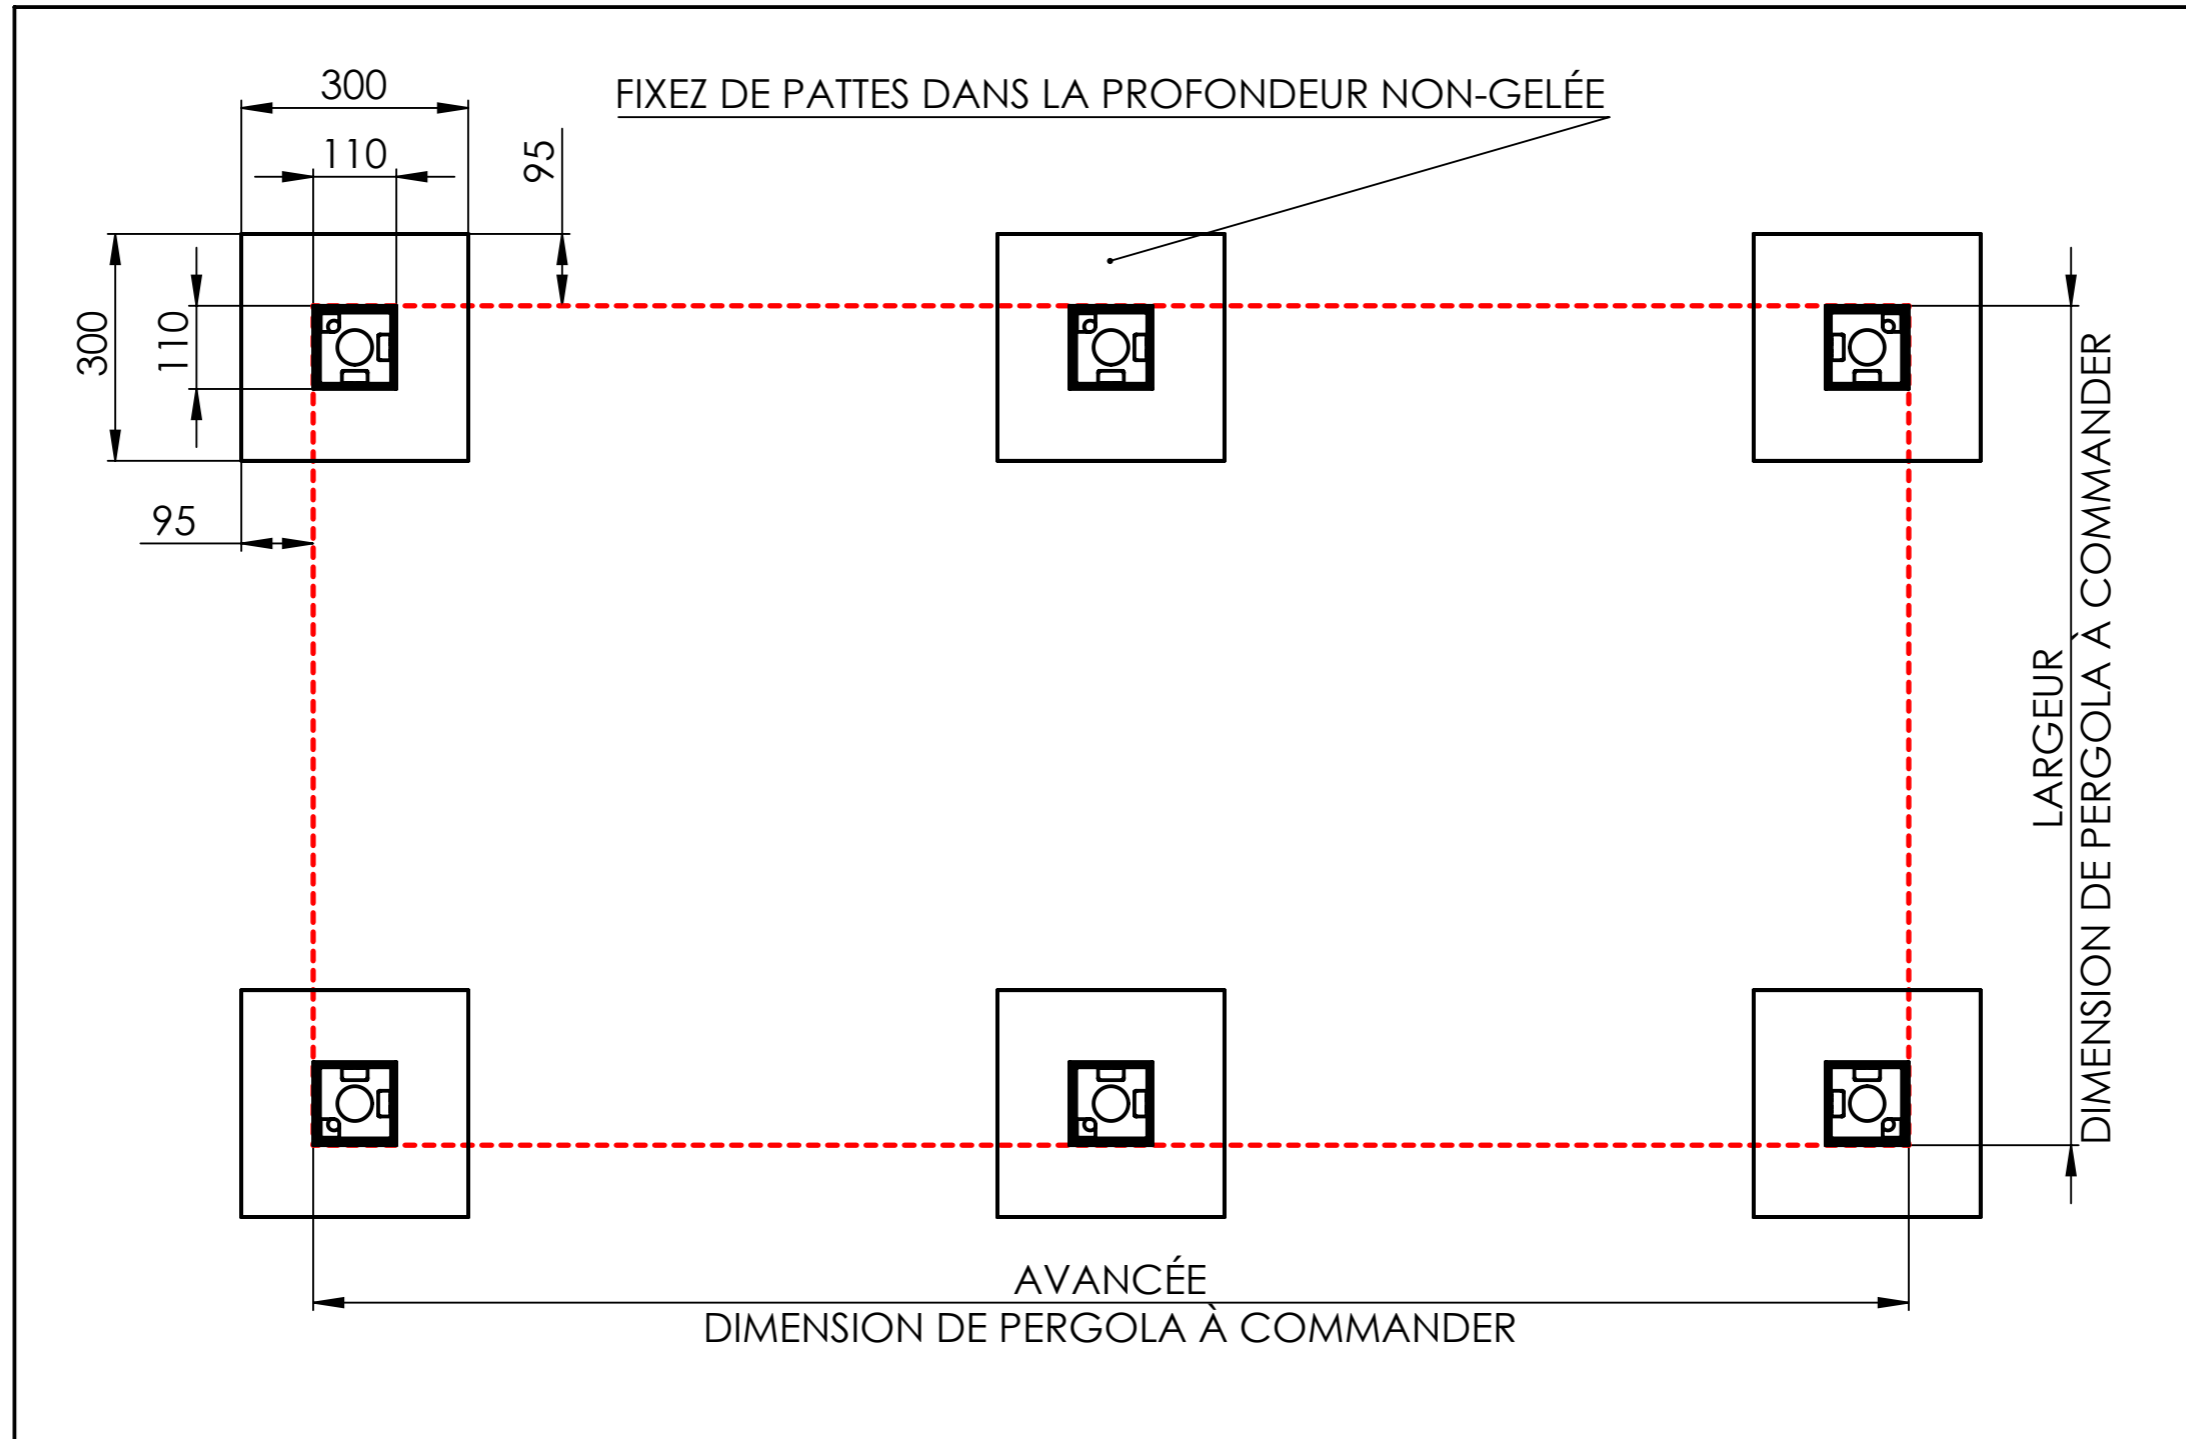 300
FIXEZ DE PATTES DANS LA PROFONDEUR NON-GELÉE
110
95
300
110
95
LARGEUR
DIMENSION DE PERGOLA À COMMANDER
AVANCÉE
DIMENSION DE PERGOLA À COMMANDER